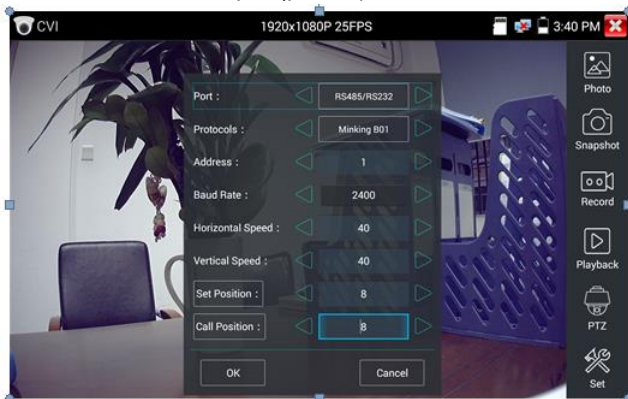 CVI 1920x1080P 25FPS 3:40 PM
Port : RS485/RS232
Protocols : Minking B01
Address : 1
Baud Rate : 2400
Horizontal Speed : 40
Vertical Speed : 40
Set Position : 8
Call Position : 8
OK Cancel
Photo
Snapshot
Record
Playback
PTZ
Set